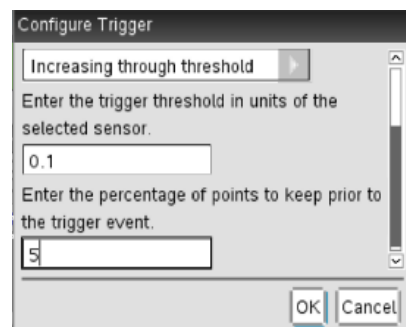 Configure Trigger
Increasing through threshold
Enter the trigger threshold in units of the
selected sensor.
0.1
Enter the percentage of points to keep prior to
the trigger event.
5
OK Cancel